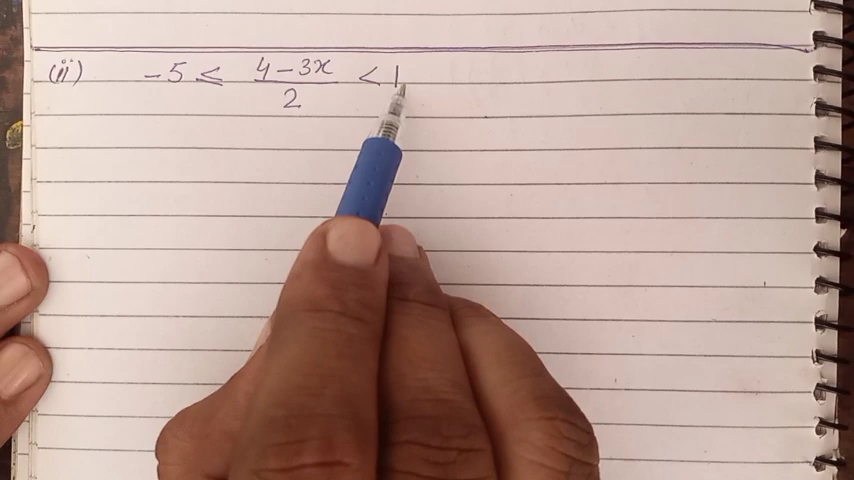 (ii) -5 ≤ (4-3x)/2 < 1